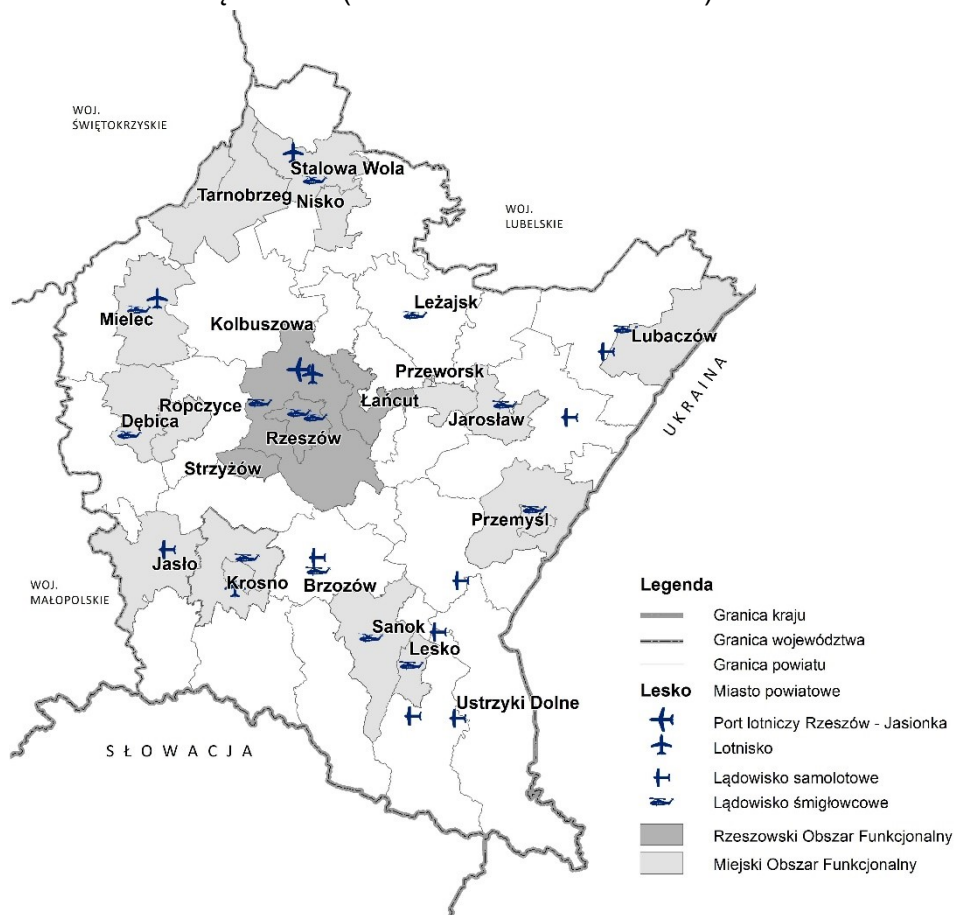 WOJ.
ŚWIĘTOKRZYSKIE
Stalowa Wola
Tarnobrzeg
Nisko
WOJ.
LUBELSKIE
Mielec
Kolbuszowa
Leżajsk
Lubaczów
Przeworsk
Ropczyce
Łańcut
Dębica
Rzeszów
Jarosław
UKRAINA
Strzyżów
Przemyśl
Jasło
WOJ.
MAŁOPOLSKIE
Krosno
Brzozów
Sanok
Lesko
Ustrzyki Dolne
SŁOWACJA
Legenda
Granica kraju
Granica województwa
Granica powiatu
Lesko Miasto powiatowe
Port lotniczy Rzeszów - Jasionka
Lotnisko
Lądowisko samolotowe
Lądowisko śmigłowcowe
Rzeszowski Obszar Funkcjonalny
Miejski Obszar Funkcjonalny